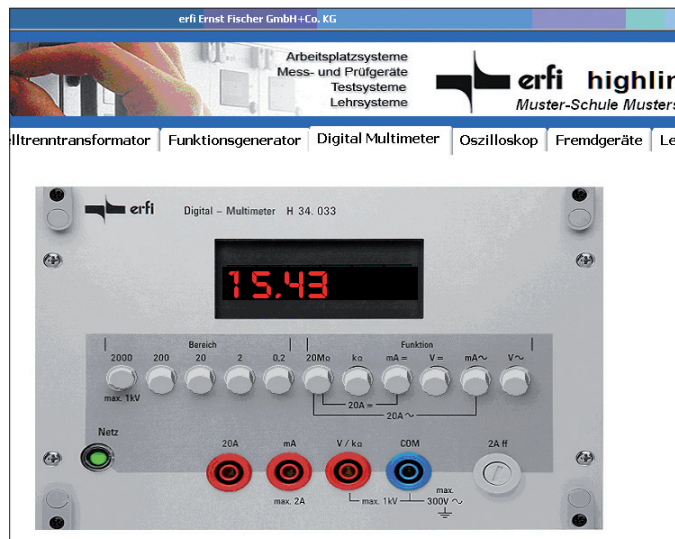 erfi Ernst Fischer GmbH+Co. KG
Arbeitsplatzsysteme
Mess- und Prüfgeräte
Testsysteme
Lehrsysteme
erfi highlin
Muster-Schule Musters
lltrenntransformator Funktionsgenerator Digital Multimeter Oszilloskop Fremdgeräte Le
erfi Digital - Multimeter H 34. 033
15.43
Bereich Funktion
2000 200 20 2 0,2 20MΩ kΩ mA= V= mA~ V~
max. 1kV
20A=
20A~
Netz
20A mA V / kΩ COM 2A ff
max. 2A max. 1kV max. 300V ~